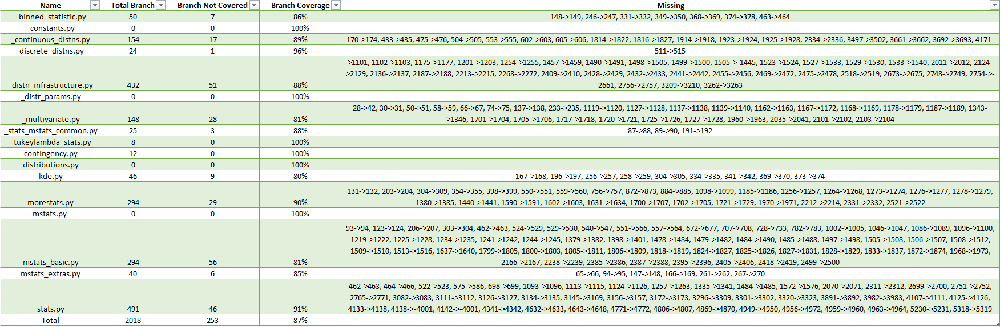 Name Total Branch Branch Not Covered Branch Coverage Missing
_binned_statistic.py 50 7 86% 148->149, 246->247, 331->332, 349->350, 368->369, 374->378, 463->464
_constants.py 0 0 100%
_continuous_distns.py 154 17 89% 170->174, 433->435, 475->476, 504->505, 553->555, 602->603, 605->606, 1814->1822, 1816->1827, 1914->1918, 1923->1924, 1925->1928, 2334->2336, 3497->3502, 3661->3662, 3692->3693, 4171-
_discrete_distns.py 24 1 96% 511->515
>1101, 1102->1103, 1175->1177, 1201->1203, 1254->1255, 1457->1459, 1490->1491, 1498->1505, 1499->1500, 1505->-1445, 1523->1524, 1527->1533, 1529->1530, 1533->1540, 2011->2012, 2124-
>2129, 2136->2137, 2187->2188, 2213->2215, 2268->2272, 2409->2410, 2428->2429, 2432->2433, 2441->2442, 2455->2456, 2469->2472, 2475->2478, 2518->2519, 2673->2675, 2748->2749, 2754->-
_distn_infrastructure.py 432 51 88% 2661, 2756->2757, 3209->3210, 3262->3263
_distr_params.py 0 0 100%
28->42, 30->31, 50->51, 58->59, 66->67, 74->75, 137->138, 233->235, 1119->1120, 1127->1128, 1137->1138, 1139->1140, 1162->1163, 1167->1172, 1168->1169, 1178->1179, 1187->1189, 1343-
_multivariate.py 148 28 81% >1346, 1701->1704, 1705->1706, 1717->1718, 1720->1721, 1725->1726, 1727->1728, 1960->1963, 2035->2041, 2101->2102, 2103->2104
_stats_mstats_common.py 25 3 88% 87->88, 89->90, 191->192
_tukeylambda_stats.py 8 0 100%
contingency.py 12 0 100%
distributions.py 0 0 100%
kde.py 46 9 80% 167->168, 196->197, 256->257, 258->259, 304->305, 334->335, 341->342, 369->370, 373->374
131->132, 203->204, 304->309, 354->355, 398->399, 550->551, 559->560, 756->757, 872->873, 884->885, 1098->1099, 1185->1186, 1256->1257, 1264->1268, 1273->1274, 1276->1277, 1278->1279,
morestats.py 294 29 90% 1380->1385, 1440->1441, 1590->1591, 1602->1603, 1631->1634, 1700->1707, 1702->1705, 1721->1729, 1970->1971, 2212->2214, 2331->2332, 2521->2522
mstats.py 0 0 100%
93->94, 123->124, 206->207, 303->304, 462->463, 524->529, 529->530, 540->547, 551->566, 557->564, 672->677, 707->708, 728->733, 782->783, 1002->1005, 1046->1047, 1086->1089, 1096->1100,
1219->1222, 1225->1228, 1234->1235, 1241->1242, 1244->1245, 1379->1382, 1398->1401, 1478->1484, 1479->1482, 1484->1490, 1485->1488, 1497->1498, 1505->1508, 1506->1507, 1508->1512,
1509->1510, 1513->1516, 1637->1640, 1799->1805, 1800->1803, 1805->1811, 1806->1809, 1818->1819, 1824->1827, 1825->1826, 1827->1831, 1828->1829, 1833->1837, 1872->1874, 1968->1973,
mstats_basic.py 294 56 81% 2166->2167, 2238->2239, 2385->2386, 2387->2388, 2395->2396, 2405->2406, 2418->2419, 2499->2500
mstats_extras.py 40 6 85% 65->66, 94->95, 147->148, 166->169, 261->262, 267->270
462->463, 464->466, 522->523, 575->586, 698->699, 1093->1096, 1113->1115, 1124->1126, 1257->1263, 1335->1341, 1484->1485, 1572->1576, 2070->2071, 2311->2312, 2699->2700, 2751->2752,
2765->2771, 3082->3083, 3111->3112, 3126->3127, 3134->3135, 3145->3169, 3156->3157, 3172->3173, 3296->3309, 3301->3302, 3320->3323, 3891->3892, 3982->3983, 4107->4111, 4125->4126,
stats.py 491 46 91% 4133->4138, 4138->-4001, 4142->-4001, 4341->4342, 4632->4633, 4643->4648, 4771->4772, 4806->4807, 4869->4870, 4949->4950, 4956->4972, 4959->4960, 4963->4964, 5230->5231, 5318->5319
Total 2018 253 87%